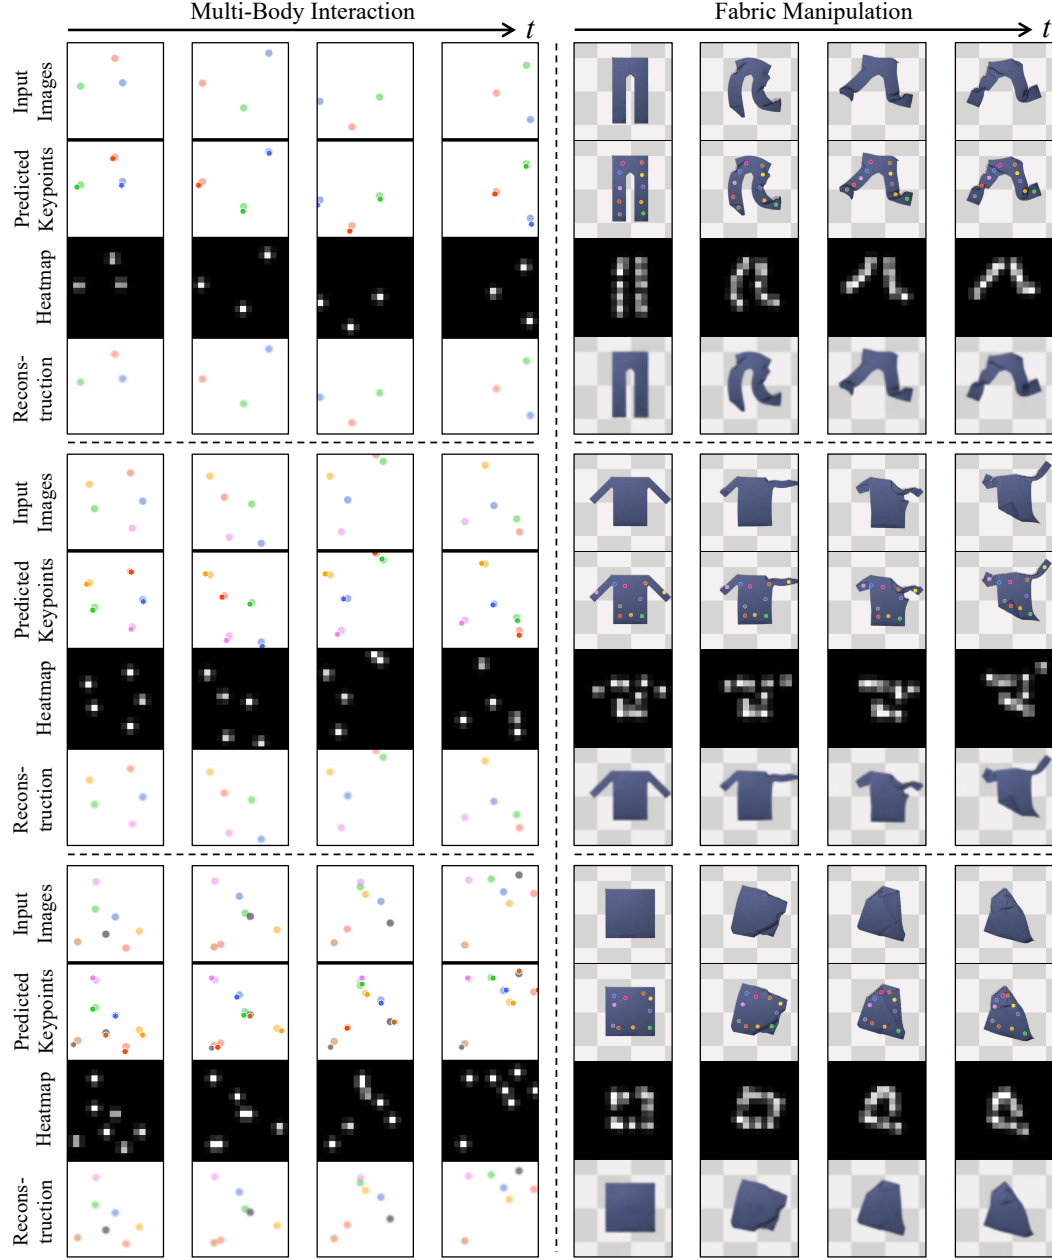 Multi-Body Interaction
t
Fabric Manipulation
t
Input
Images
Predicted
Keypoints
Heatmap
Recons-
truction
Input
Images
Predicted
Keypoints
Heatmap
Recons-
truction
Input
Images
Predicted
Keypoints
Heatmap
Recons-
truction